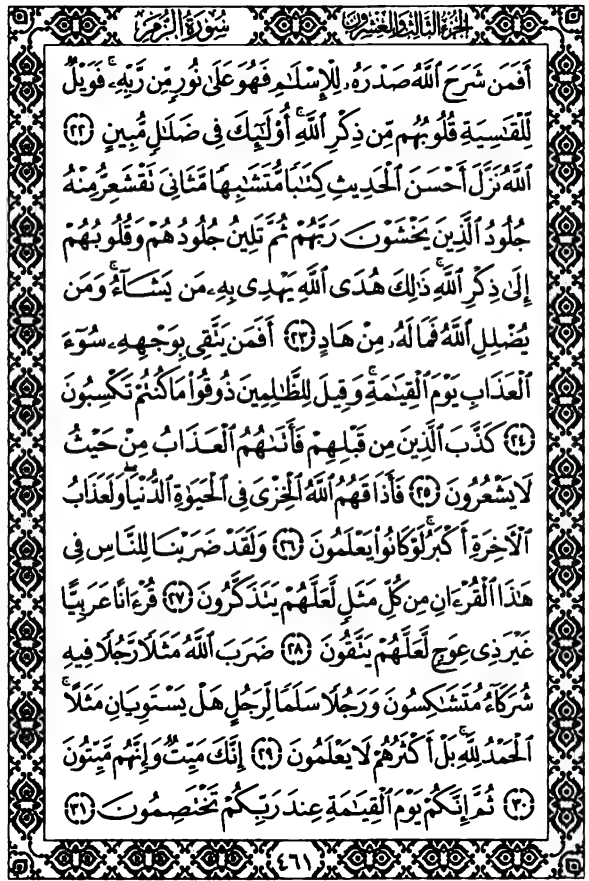 الجزء الثالث والعشرون سورة الزمر
أَفَمَن شَرَحَ ٱللَّهُ صَدْرَهُۥ لِلْإِسْلَٰمِ فَهُوَ عَلَىٰ نُورٍ مِّن رَّبِّهِۦ ۚ فَوَيْلٌ
لِّلْقَٰسِيَةِ قُلُوبُهُم مِّن ذِكْرِ ٱللَّهِ ۚ أُو۟لَٰٓئِكَ فِى ضَلَٰلٍ مُّبِينٍ ﴿٢٢﴾
ٱللَّهُ نَزَّلَ أَحْسَنَ ٱلْحَدِيثِ كِتَٰبًا مُّتَشَٰبِهًا مَّثَانِىَ تَقْشَعِرُّ مِنْهُ
جُلُودُ ٱلَّذِينَ يَخْشَوْنَ رَبَّهُمْ ثُمَّ تَلِينُ جُلُودُهُمْ وَقُلُوبُهُمْ
إِلَىٰ ذِكْرِ ٱللَّهِ ۚ ذَٰلِكَ هُدَى ٱللَّهِ يَهْدِى بِهِۦ مَن يَشَآءُ ۚ وَمَن
يُضْلِلِ ٱللَّهُ فَمَا لَهُۥ مِنْ هَادٍ ﴿٢٣﴾ أَفَمَن يَتَّقِى بِوَجْهِهِۦ سُوٓءَ
ٱلْعَذَابِ يَوْمَ ٱلْقِيَٰمَةِ ۚ وَقِيلَ لِلظَّٰلِمِينَ ذُوقُوا۟ مَا كُنتُمْ تَكْسِبُونَ
﴿٢٤﴾ كَذَّبَ ٱلَّذِينَ مِن قَبْلِهِمْ فَأَتَىٰهُمُ ٱلْعَذَابُ مِنْ حَيْثُ
لَا يَشْعُرُونَ ﴿٢٥﴾ فَأَذَاقَهُمُ ٱللَّهُ ٱلْخِزْىَ فِى ٱلْحَيَوٰةِ ٱلدُّنْيَا ۖ وَلَعَذَابُ
ٱلْءَاخِرَةِ أَكْبَرُ ۚ لَوْ كَانُوا۟ يَعْلَمُونَ ﴿٢٦﴾ وَلَقَدْ ضَرَبْنَا لِلنَّاسِ فِى
هَٰذَا ٱلْقُرْءَانِ مِن كُلِّ مَثَلٍ لَّعَلَّهُمْ يَتَذَكَّرُونَ ﴿٢٧﴾ قُرْءَانًا عَرَبِيًّا
غَيْرَ ذِى عِوَجٍ لَّعَلَّهُمْ يَتَّقُونَ ﴿٢٨﴾ ضَرَبَ ٱللَّهُ مَثَلًا رَّجُلًا فِيهِ
شُرَكَآءُ مُتَشَٰكِسُونَ وَرَجُلًا سَلَمًا لِّرَجُلٍ هَلْ يَسْتَوِيَانِ مَثَلًا ۚ
ٱلْحَمْدُ لِلَّهِ ۚ بَلْ أَكْثَرُهُمْ لَا يَعْلَمُونَ ﴿٢٩﴾ إِنَّكَ مَيِّتٌ وَإِنَّهُم مَّيِّتُونَ
﴿٣٠﴾ ثُمَّ إِنَّكُمْ يَوْمَ ٱلْقِيَٰمَةِ عِندَ رَبِّكُمْ تَخْتَصِمُونَ ﴿٣١﴾
٤٦١